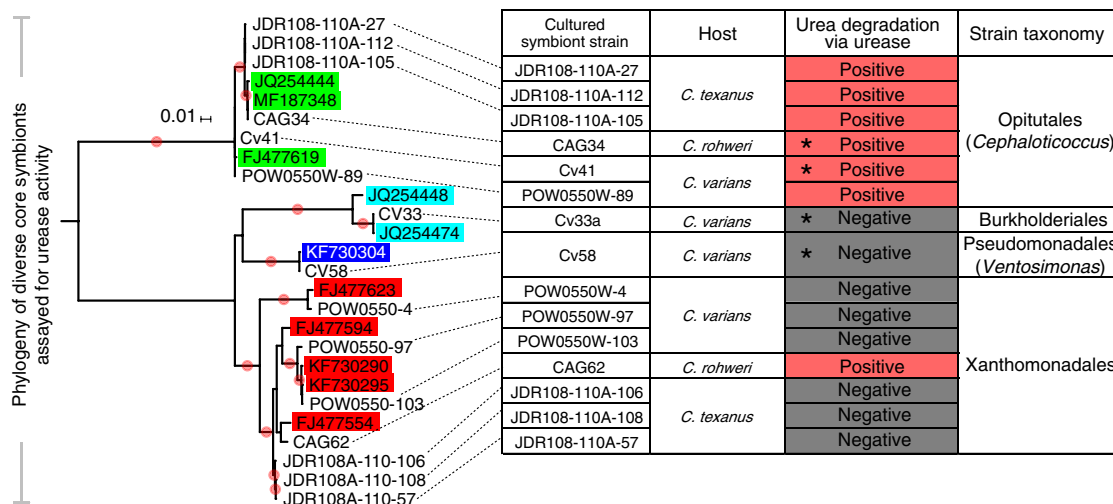 Phylogeny of diverse core symbionts
assayed for urease activity
0.01
JDR108-110A-27
JDR108-110A-112
JDR108-110A-105
JQ254444
MF187348
CAG34
Cv41
FJ477619
POW0550W-89
JQ254448
CV33
JQ254474
KF730304
CV58
FJ477623
POW0550-4
FJ477594
POW0550-97
KF730290
KF730295
POW0550-103
FJ477554
CAG62
JDR108A-110-106
JDR108A-110-108
JDR108A-110-57
Cultured
symbiont strain
Host
Urea degradation
via urease
Strain taxonomy
JDR108-110A-27
JDR108-110A-112
JDR108-110A-105
CAG34
Cv41
POW0550W-89
Cv33a
Cv58
POW0550W-4
POW0550W-97
POW0550W-103
CAG62
JDR108-110A-106
JDR108-110A-108
JDR108-110A-57
C. texanus
C. rohweri
C. varians
C. varians
C. varians
C. varians
C. rohweri
C. texanus
Positive
Positive
Positive
* Positive
* Positive
Positive
* Negative
* Negative
Negative
Negative
Negative
Positive
Negative
Negative
Negative
Opitutales
(Cephaloticoccus)
Burkholderiales
Pseudomonadales
(Ventosimonas)
Xanthomonadales